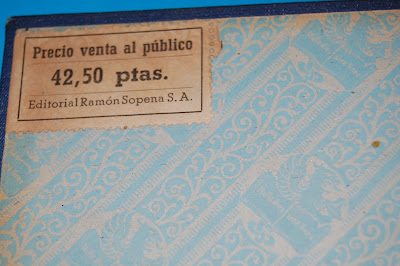 Precio venta al público
42,50 ptas.
Editorial Ramón Sopena S. A.